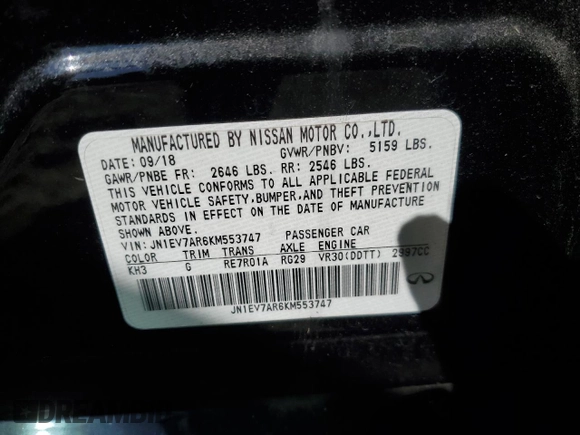 MANUFACTURED BY NISSAN MOTOR CO.,LTD.
DATE: 09/18 GVWR/PNBV: 5159 LBS.
GAWR/PNBE FR: 2646 LBS. RR: 2546 LBS.
THIS VEHICLE CONFORMS TO ALL APPLICABLE FEDERAL
MOTOR VEHICLE SAFETY,BUMPER,AND THEFT PREVENTION
STANDARDS IN EFFECT ON THE DATE OF MANUFACTURE
SHOWN ABOVE.
VIN: JN1EV7AR6KM553747 PASSENGER CAR
COLOR TRIM TRANS AXLE ENGINE
KH3 G RE7R01A RG29 VR30(DDTT) 2997CC
JN1EV7AR6KM553747
DREAMBID